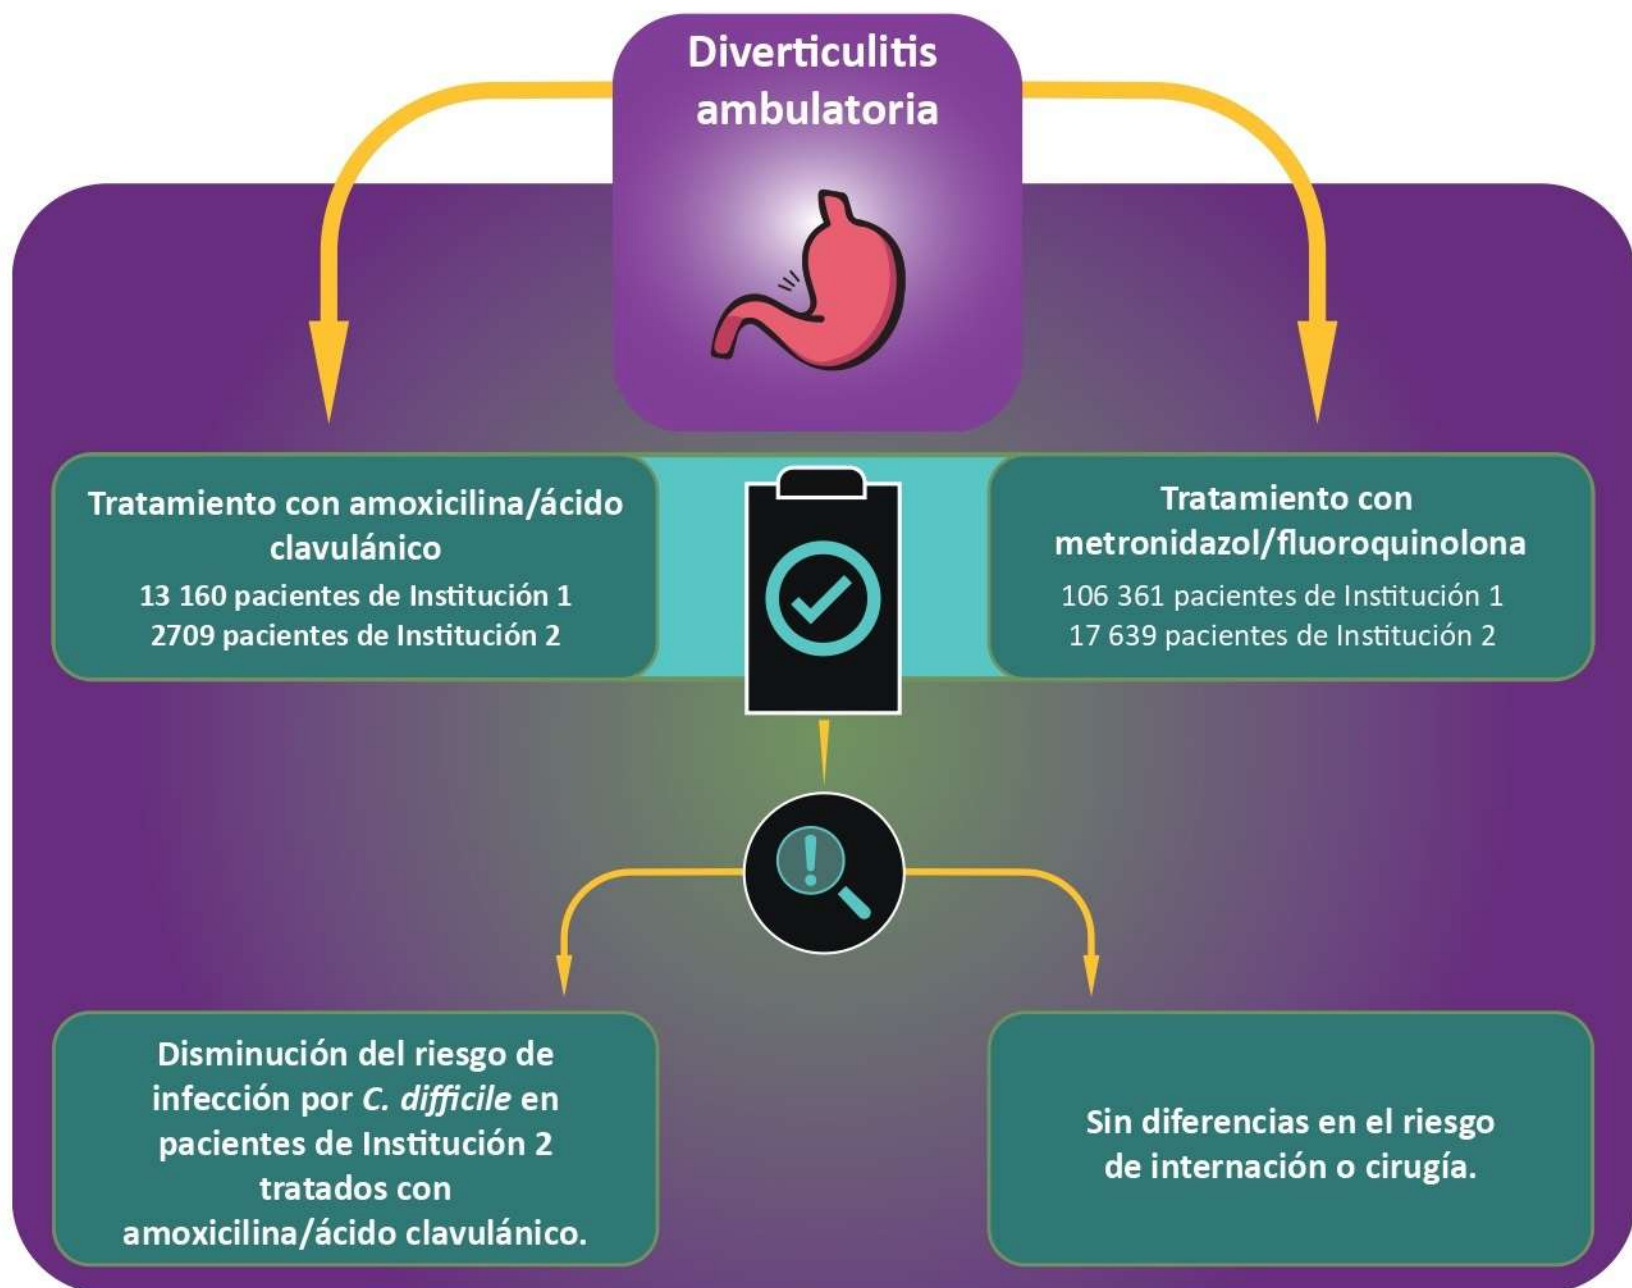 Diverticulitis
ambulatoria
Tratamiento con amoxicilina/ácido
clavulánico
13 160 pacientes de Institución 1
2709 pacientes de Institución 2
Tratamiento con
metronidazol/fluoroquinolona
106 361 pacientes de Institución 1
17 639 pacientes de Institución 2
Disminución del riesgo de
infección por C. difficile en
pacientes de Institución 2
tratados con
amoxicilina/ácido clavulánico.
Sin diferencias en el riesgo
de internación o cirugía.